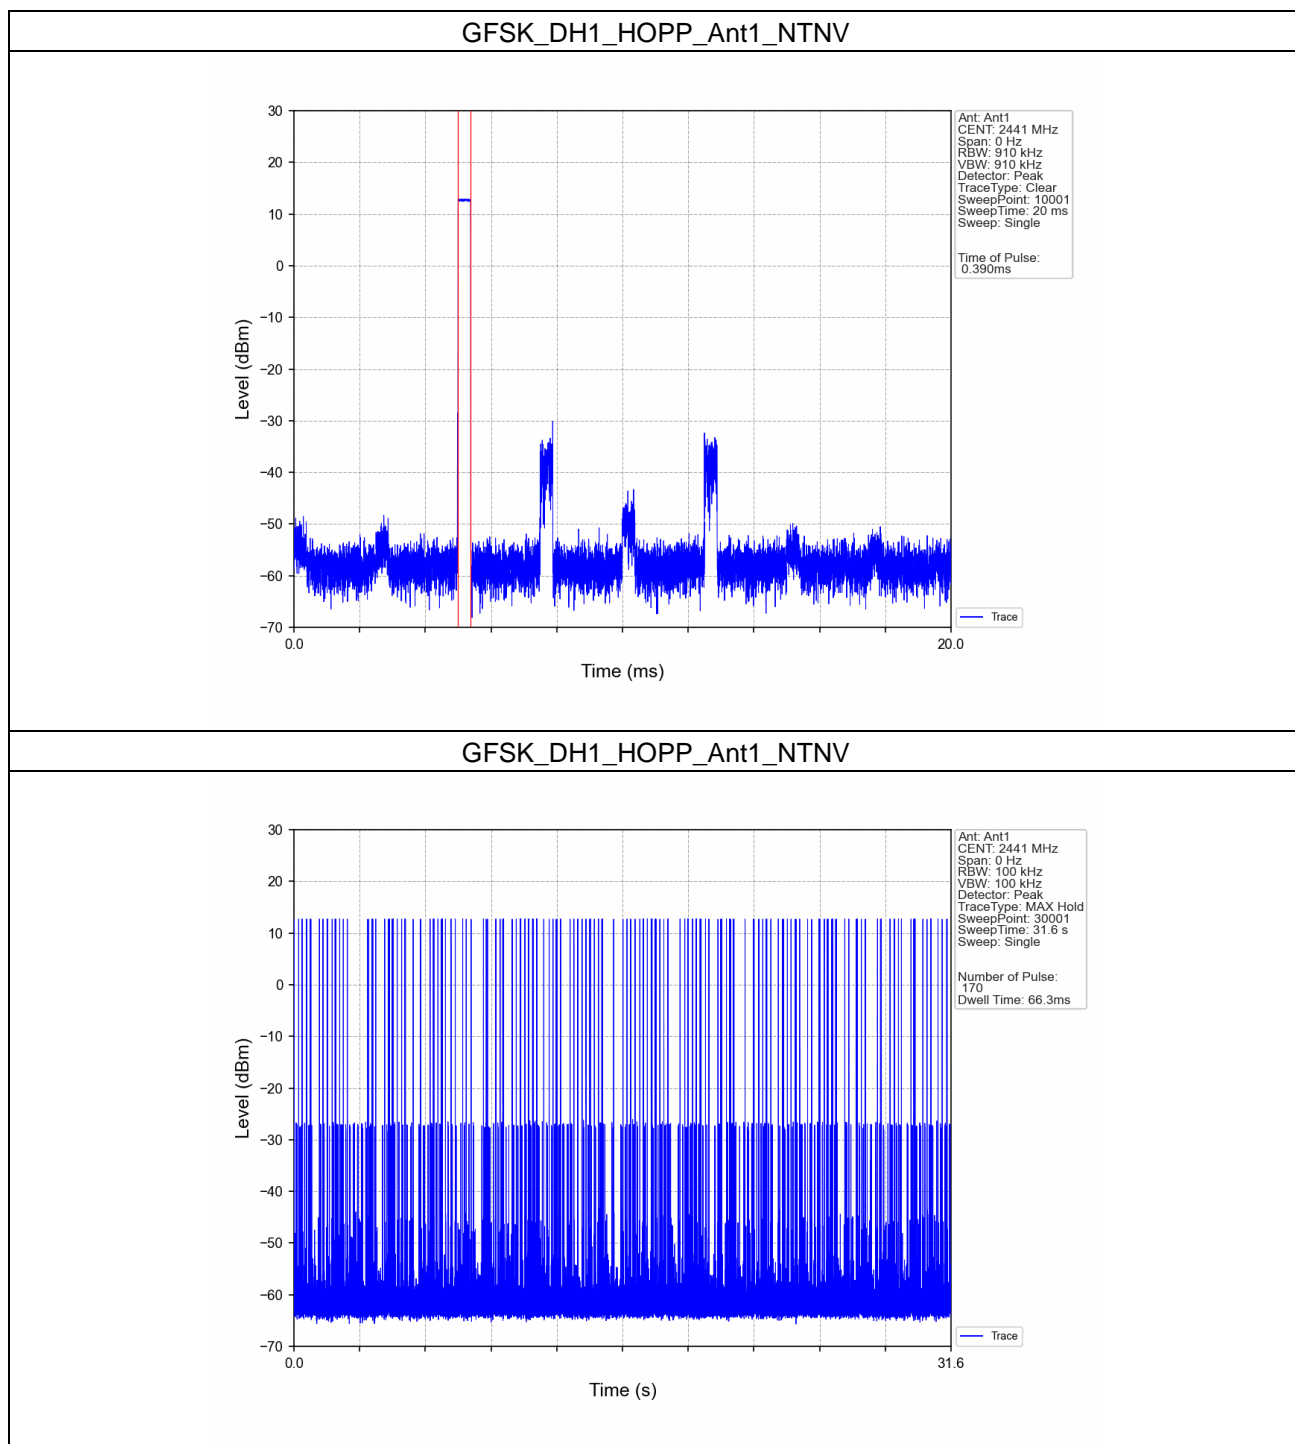 GFSK_DH1_HOPP_Ant1_NTNV
30
20
10
0
−10
−20
−30
−40
−50
−60
−70
Level (dBm)
0.0
20.0
Time (ms)
Ant: Ant1
CENT: 2441 MHz
Span: 0 Hz
RBW: 910 kHz
VBW: 910 kHz
Detector: Peak
TraceType: Clear
SweepPoint: 10001
SweepTime: 20 ms
Sweep: Single
Time of Pulse:
0.390ms
Trace
GFSK_DH1_HOPP_Ant1_NTNV
30
20
10
0
−10
−20
−30
−40
−50
−60
−70
Level (dBm)
0.0
31.6
Time (s)
Ant: Ant1
CENT: 2441 MHz
Span: 0 Hz
RBW: 100 kHz
VBW: 100 kHz
Detector: Peak
TraceType: MAX Hold
SweepPoint: 30001
SweepTime: 31.6 s
Sweep: Single
Number of Pulse:
170
Dwell Time: 66.3ms
Trace